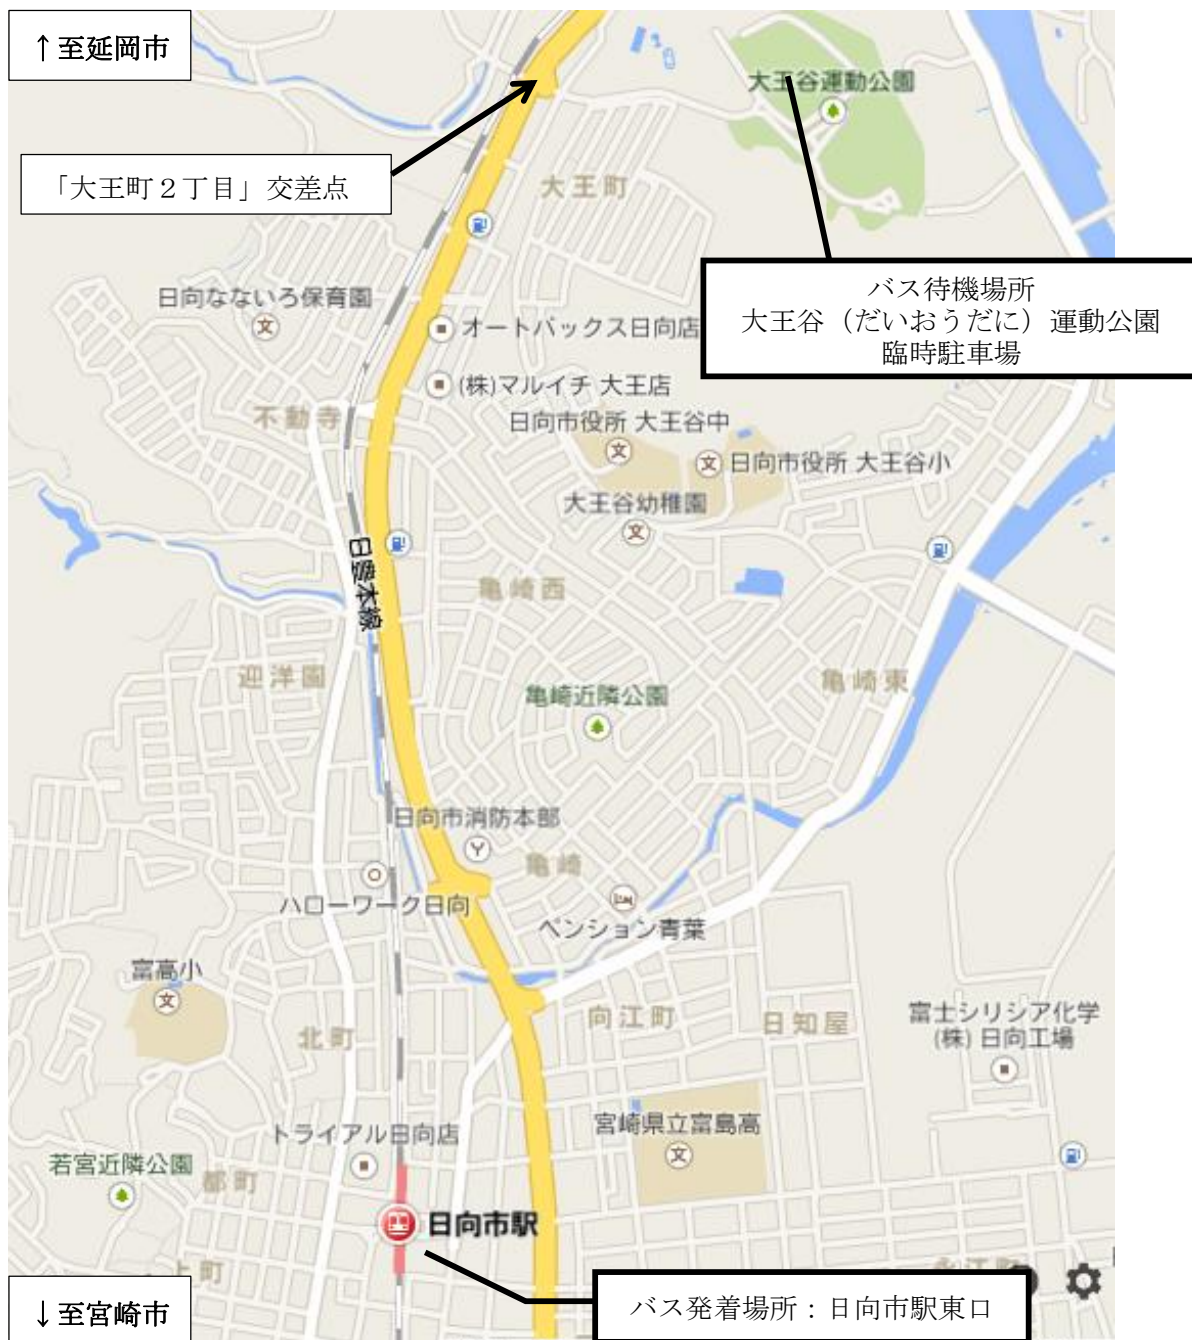 ↑至延岡市
大王谷運動公園
「大王町２丁目」交差点
大王町
バス待機場所
大王谷（だいおうだに）運動公園
臨時駐車場
日向なないろ保育園
文
オートバックス日向店
(株)マルイチ 大王店
不動寺
日向市役所 大王谷中
文
文
日向市役所 大王谷小
大王谷幼稚園
文
日豊本線
亀崎西
迎洋園
亀崎東
亀崎近隣公園
日向市消防本部
亀崎
ハローワーク日向
ペンション青葉
富高小
文
向江町
日知屋
富士シリシア化学
(株) 日向工場
北町
宮崎県立富島高
文
トライアル日向店
若宮近隣公園
都町
日向市駅
上町
バス発着場所：日向市駅東口
↓至宮崎市